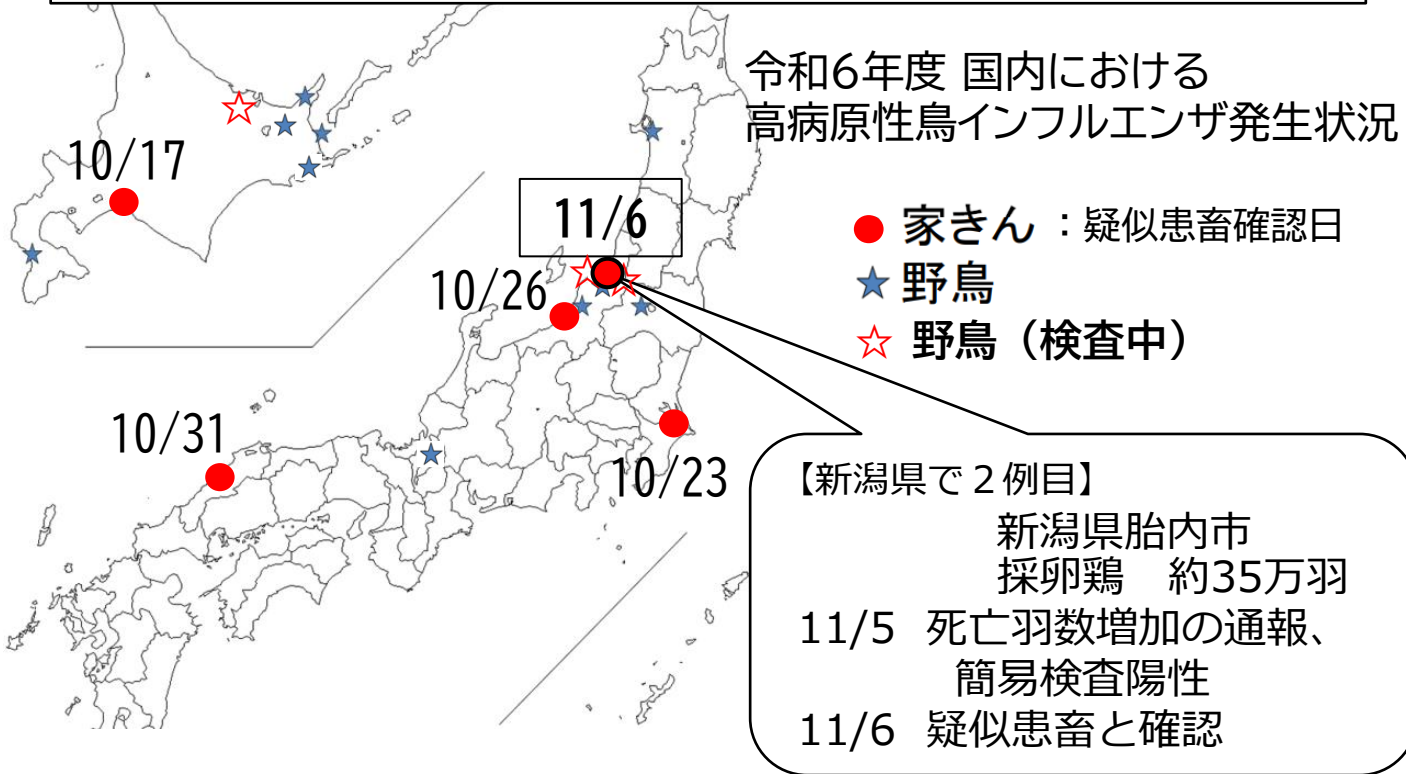 令和6年度 国内における
高病原性鳥インフルエンザ発生状況
10/17
11/6
家きん ：疑似患畜確認日
野鳥
野鳥（検査中）
10/26
10/31
10/23
【新潟県で２例目】
新潟県胎内市
採卵鶏　約35万羽
11/5 死亡羽数増加の通報、
簡易検査陽性
11/6 疑似患畜と確認